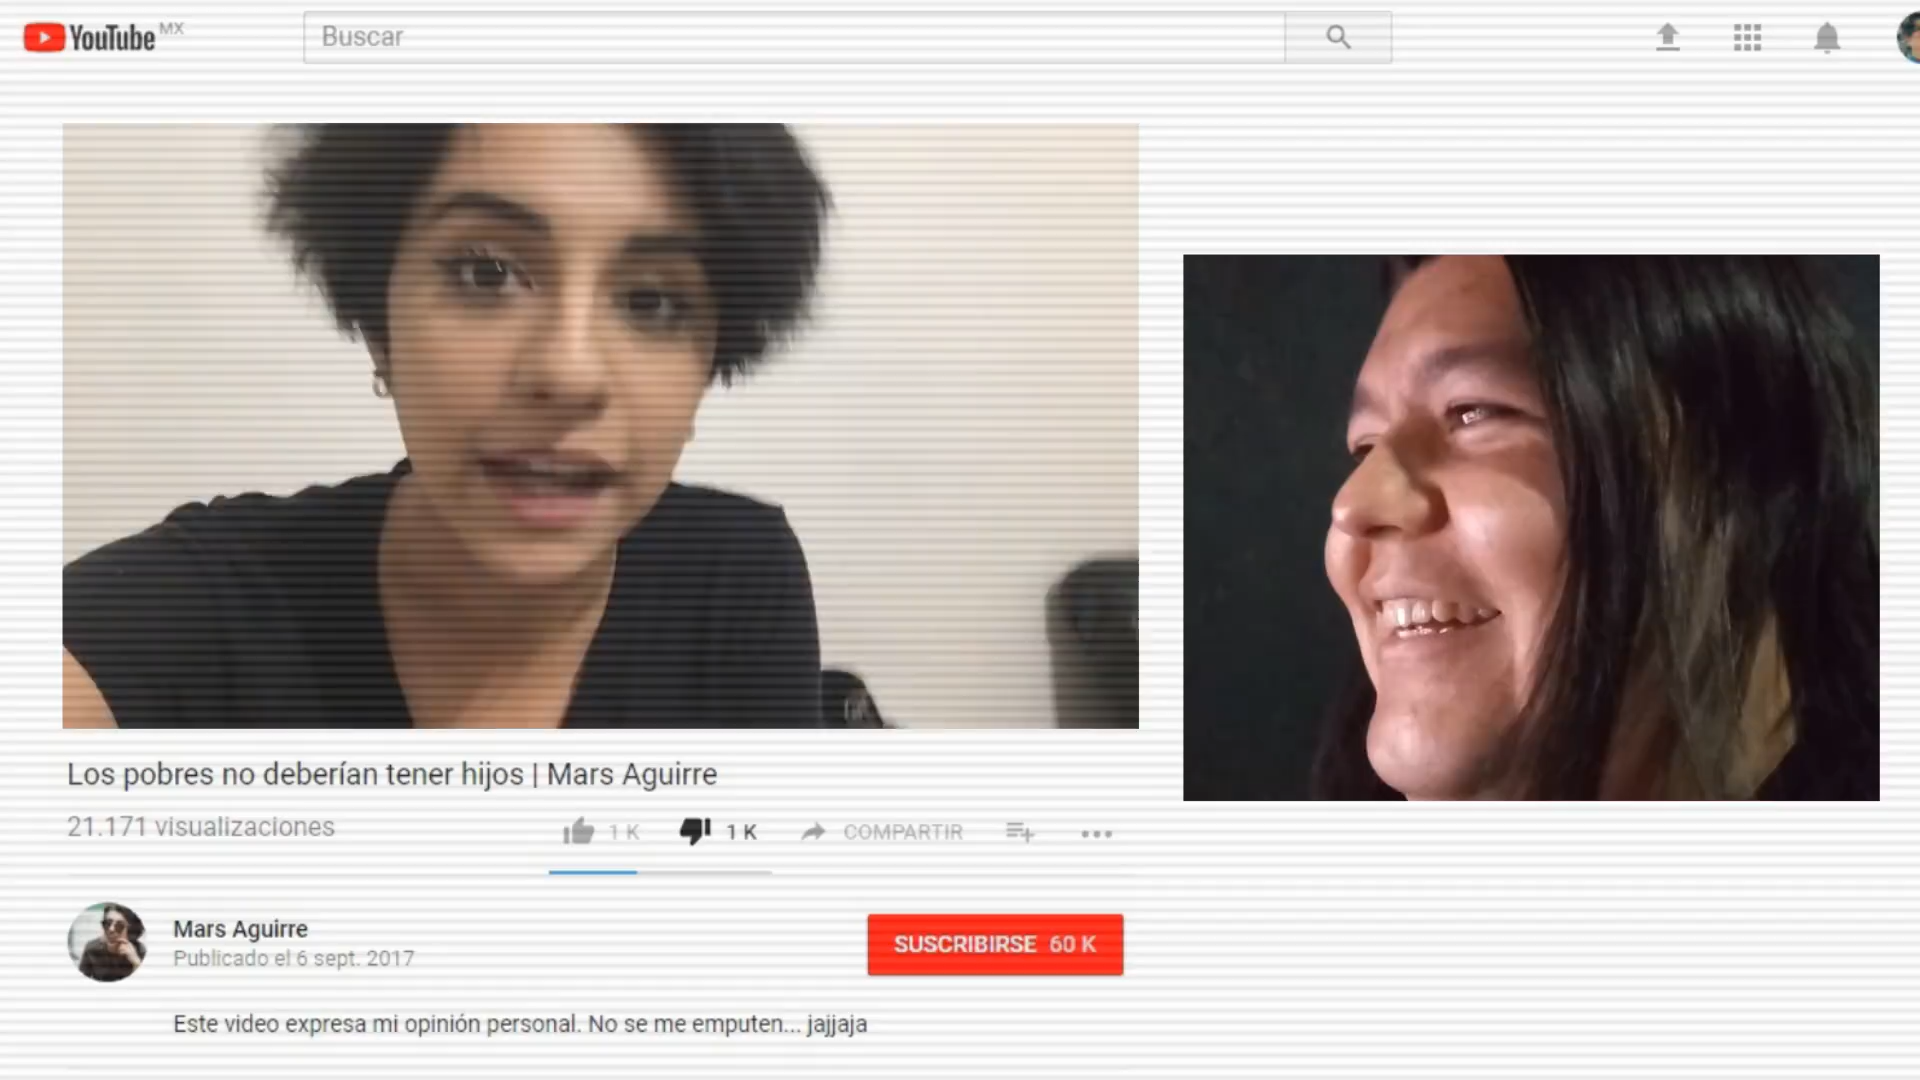 YouTube MX
Buscar
Los pobres no deberían tener hijos | Mars Aguirre
21.171 visualizaciones
1 K
1 K
COMPARTIR
Mars Aguirre
Publicado el 6 sept. 2017
SUSCRIBIRSE 60 K
Este video expresa mi opinión personal. No se me emputen... jajjaja